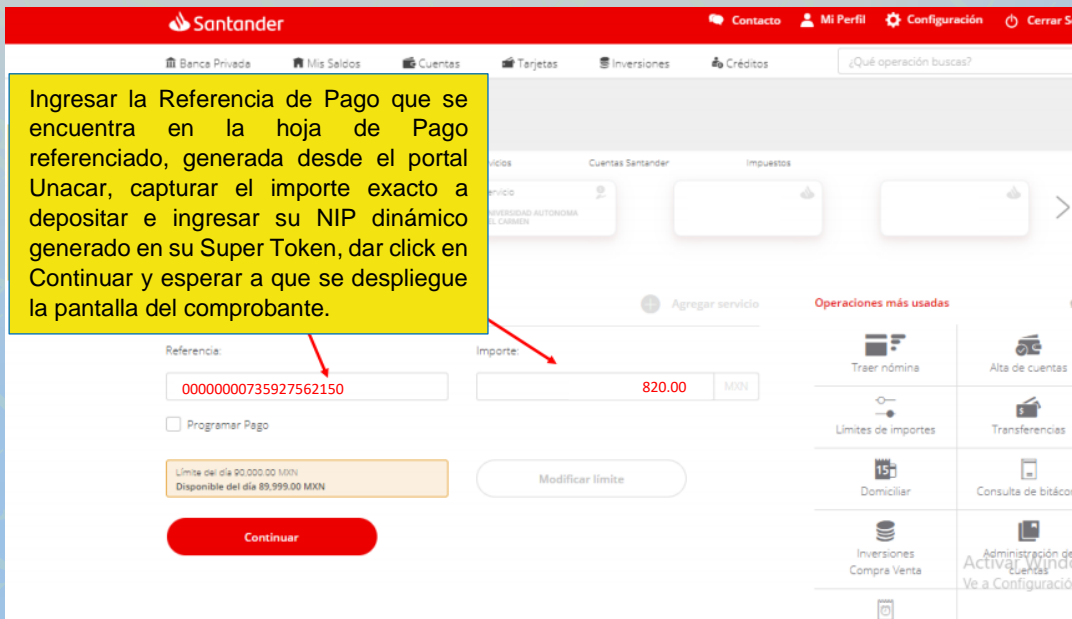 Santander
Contacto
Mi Perfil
Configuración
Cerrar
Banca Privada
Mis Saldos
Cuentas
Tarjetas
Inversiones
Créditos
¿Qué operación buscas?
Ingresar la Referencia de Pago que se
encuentra en la hoja de Pago
referenciado, generada desde el portal
Unacar, capturar el importe exacto a
depositar e ingresar su NIP dinámico
generado en su Super Token, dar click en
Continuar y esperar a que se despliegue
la pantalla del comprobante.
Cuentas Santander
Impuestos
AUTONOMA
EL CARMEN
Agregar servicio
Operaciones más usadas
Referencia:
Importe:
00000000735927562150
820.00
MXN
Programar Pago
Límite del día 90,000.00 MXN
Disponible del día 89,999.00 MXN
Modificar límite
Continuar
Traer nómina
Alta de cuentas
Límites de importes
Transferencias
Domiciliar
Consulta de
Inversiones
Compra Venta
Administración de
cuentas
Activar
Ve a